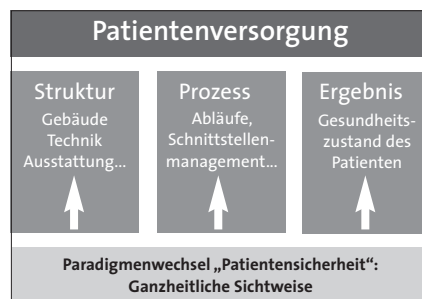 Patientenversorgung
Struktur
Gebäude
Technik
Ausstattung...
Prozess
Abläufe,
Schnittstellen-
management...
Ergebnis
Gesundheits-
zustand des
Patienten
Paradigmenwechsel „Patientensicherheit“:
Ganzheitliche Sichtweise